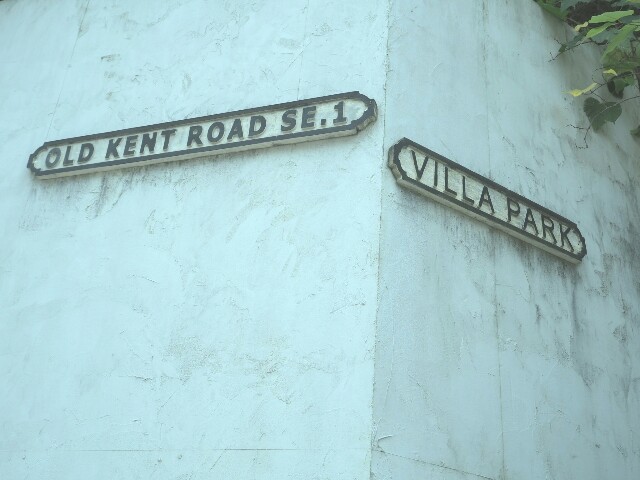 OLD KENT ROAD SE.1
VILLA PARK